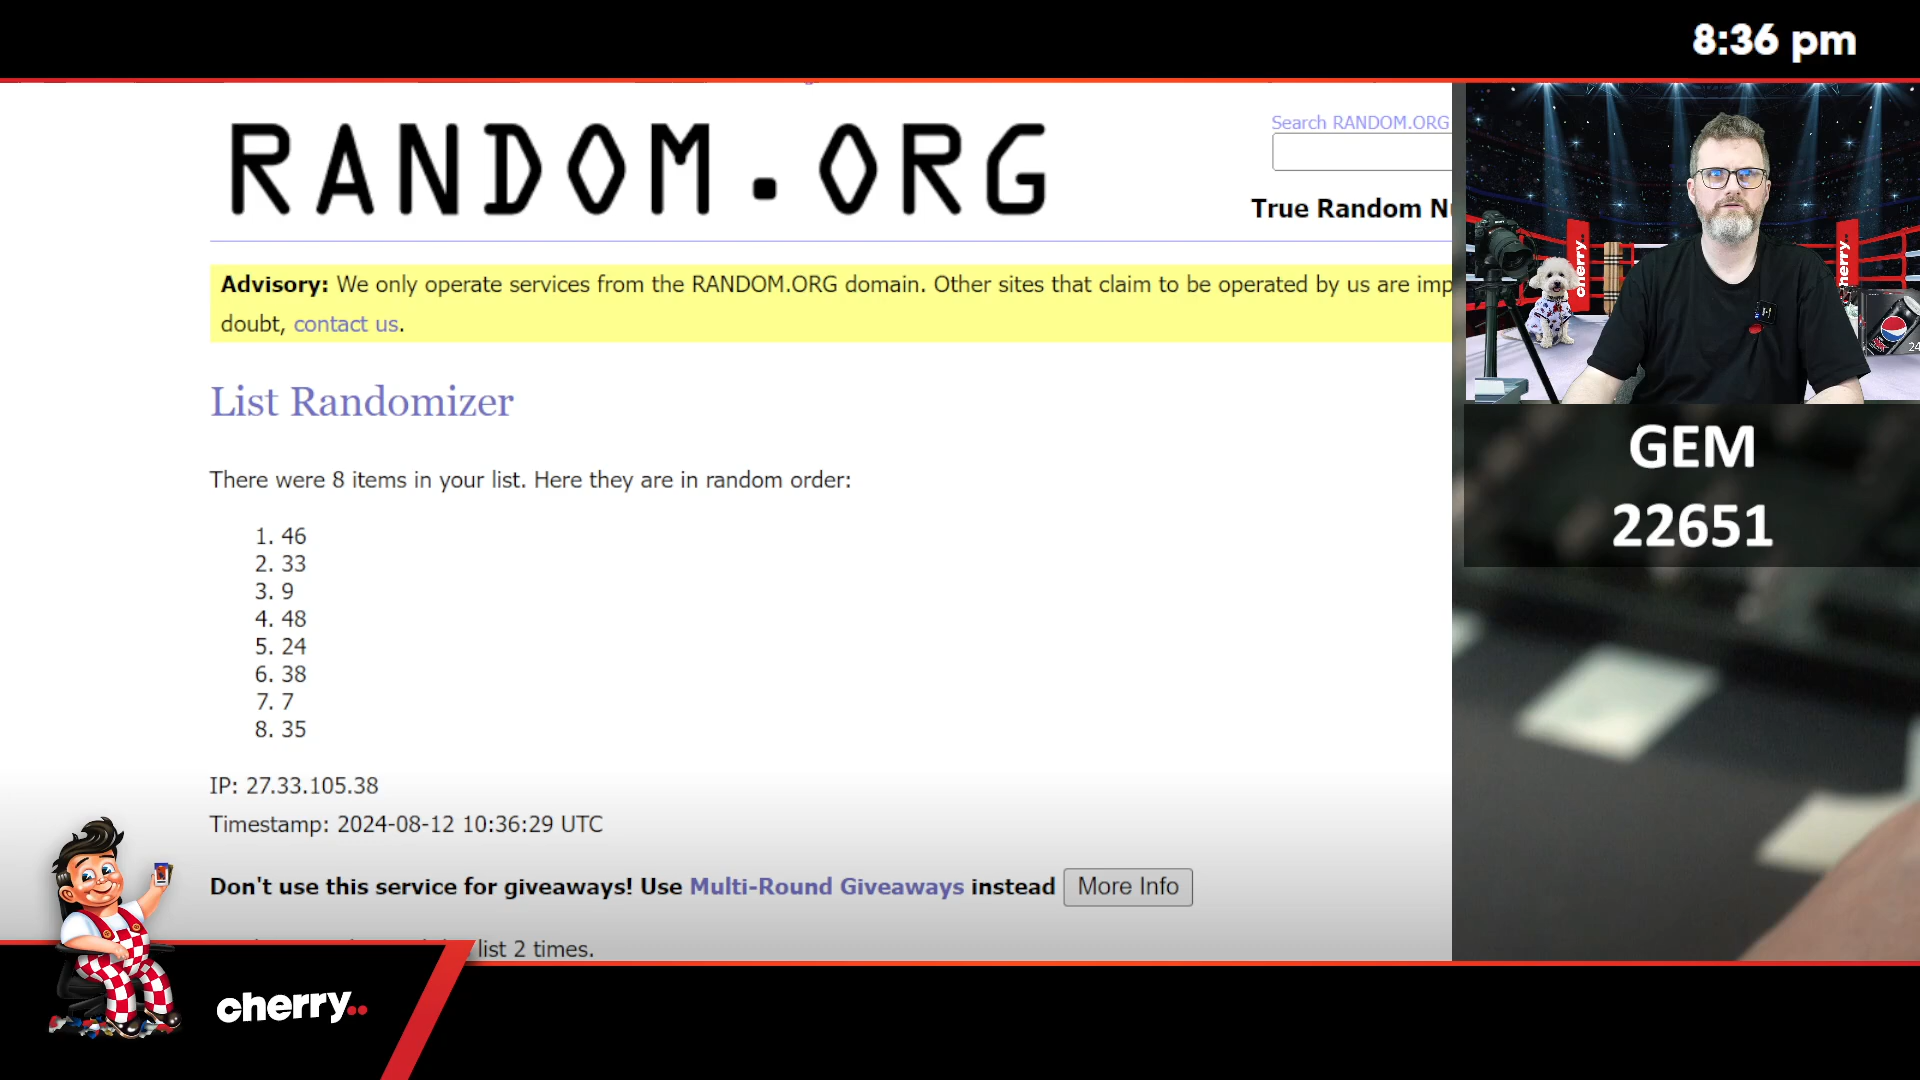 8:36 pm
RANDOM.ORG
Search RANDOM.ORG
True Random
Advisory: We only operate services from the RANDOM.ORG domain. Other sites that claim to be operated by us are
doubt, contact us.
List Randomizer
There were 8 items in your list. Here they are in random order:
1. 46
2. 33
3. 9
4. 48
5. 24
6. 38
7. 7
8. 35
IP: 27.33.105.38
Timestamp: 2024-08-12 10:36:29 UTC
Don't use this service for giveaways! Use Multi-Round Giveaways instead More Info
list 2 times.
cherry..
cherry..
24
GEM
22651
cherry..